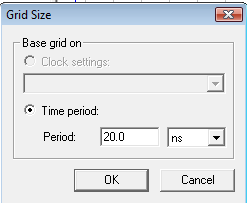 Grid Size
Base grid on
Clock settings:
Time period:
Period: 20.0 ns
OK Cancel